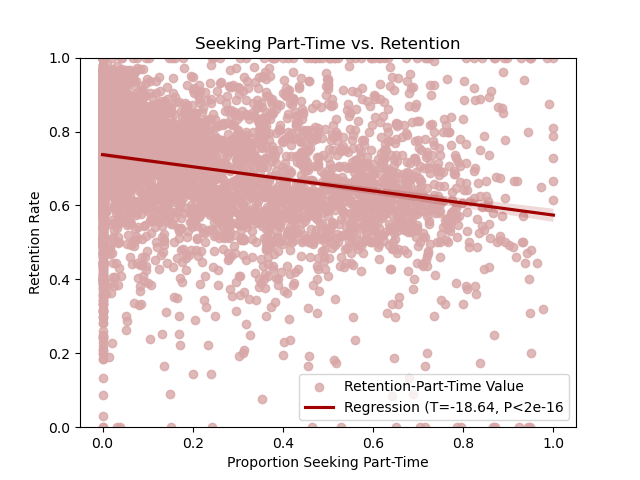 Seeking Part-Time vs. Retention
1.0
0.8
0.6
0.4
0.2
0.0
Retention Rate
0.0 0.2 0.4 0.6 0.8 1.0
Proportion Seeking Part-Time
Retention-Part-Time Value
Regression (T=-18.64, P<2e-16